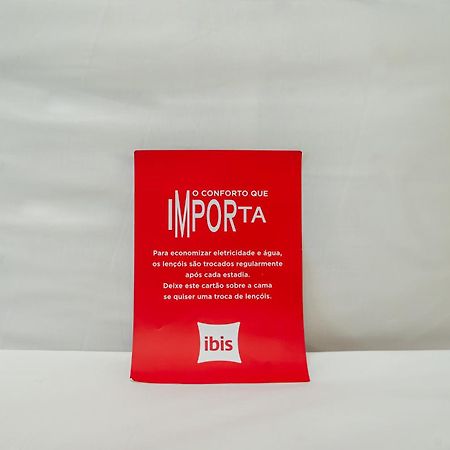 O CONFORTO QUE
IMPORTA
Para economizar eletricidade e água,
os lençóis são trocados regularmente
após cada estadia.
Deixe este cartão sobre a cama
se quiser uma troca de lençóis.
ibis